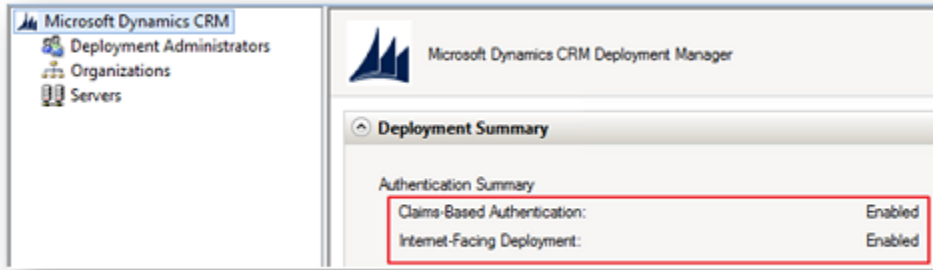 Microsoft Dynamics CRM
Deployment Administrators
Organizations
Servers
Microsoft Dynamics CRM Deployment Manager
Deployment Summary
Authentication Summary
Claims-Based Authentication: Enabled
Internet-Facing Deployment: Enabled